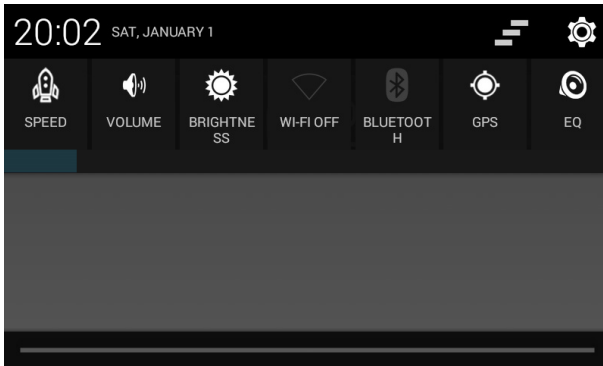 20:02 SAT, JANUARY 1
SPEED VOLUME BRIGHTNE WI-FI OFF BLUETOOT GPS EQ
SS H